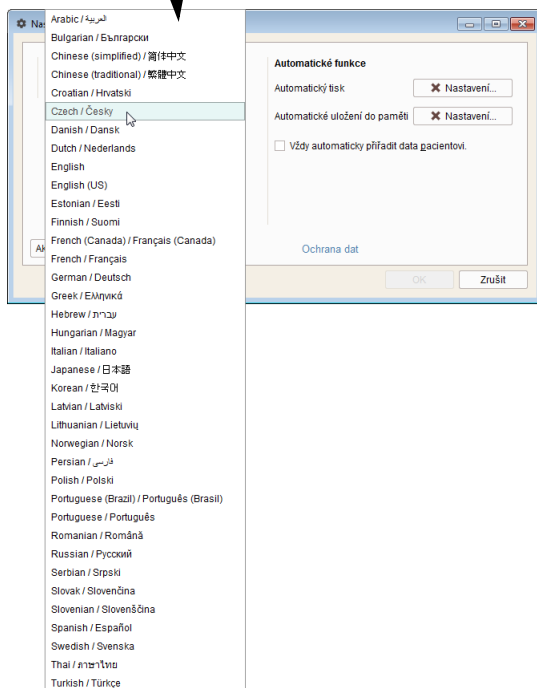 Na
Arabic / العربية
Bulgarian / Български
Chinese (simplified) / 简体中文
Chinese (traditional) / 繁體中文
Croatian / Hrvatski
Czech / Česky
Danish / Dansk
Dutch / Nederlands
English
English (US)
Estonian / Eesti
Finnish / Suomi
French (Canada) / Français (Canada)
French / Français
German / Deutsch
Greek / Ελληνικά
Hebrew / עברית
Hungarian / Magyar
Italian / Italiano
Japanese / 日本語
Korean / 한국어
Latvian / Latviski
Lithuanian / Lietuvių
Norwegian / Norsk
Persian / فارسی
Polish / Polski
Portuguese (Brazil) / Português (Brasil)
Portuguese / Português
Romanian / Română
Russian / Русский
Serbian / Srpski
Slovak / Slovenčina
Slovenian / Slovenščina
Spanish / Español
Swedish / Svenska
Thai / ภาษาไทย
Turkish / Türkçe
Automatické funkce
Automatický tisk
Nastavení...
Automatické uložení do paměti
Nastavení...
Vždy automaticky přiřadit data pacientovi.
Ak
Ochrana dat
OK
Zrušit